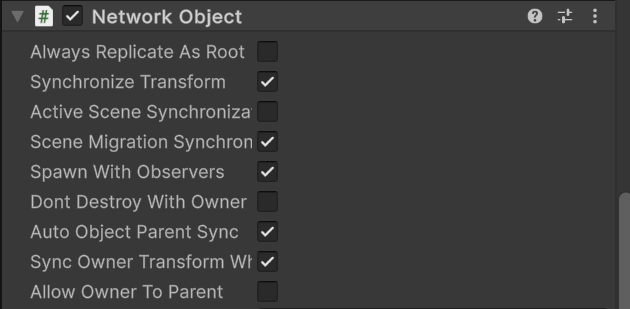 # Network Object
Always Replicate As Root
Synchronize Transform
Active Scene Synchroniza
Scene Migration Synchron
Spawn With Observers
Dont Destroy With Owner
Auto Object Parent Sync
Sync Owner Transform Wh
Allow Owner To Parent